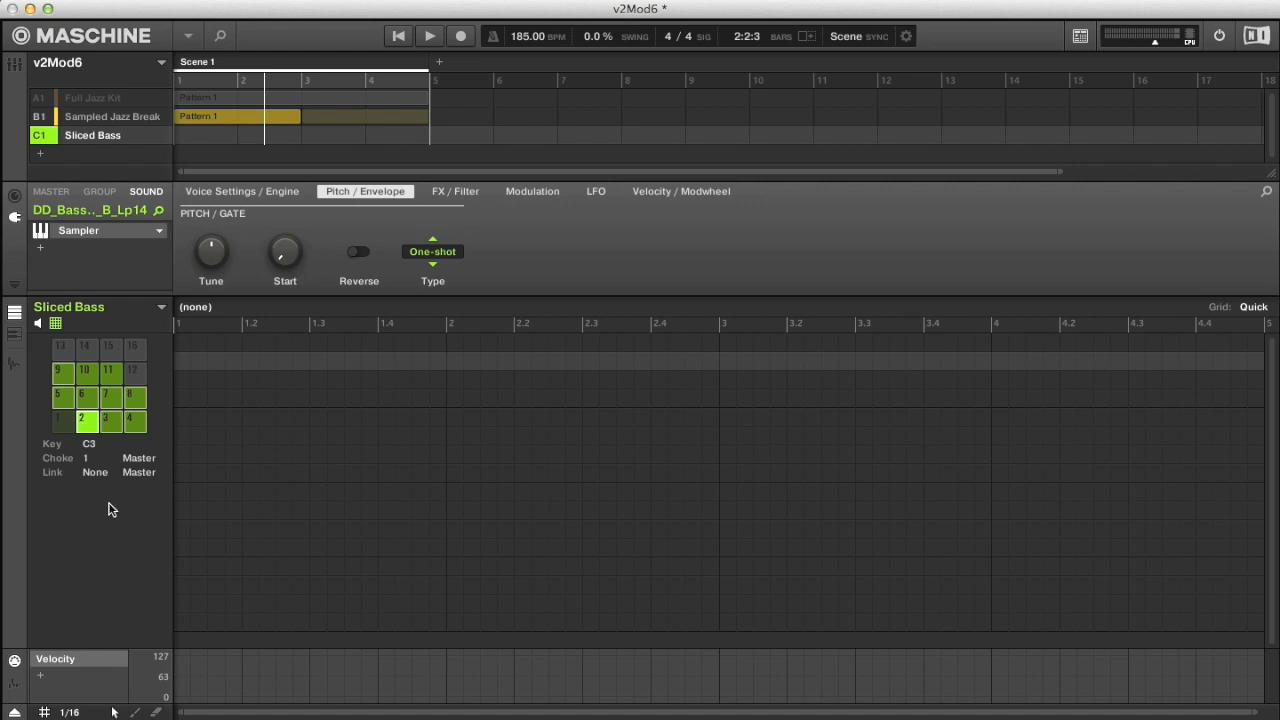 v2Mod6 *
MASCHINE 185.00 BPM 0.0 % SWING 4 / 4 SIG 2:2:3 BARS Scene SYNC CPU
v2Mod6 Scene 1 +
1 2 3 4 5 6 7 8 9 10 11 12 13 14 15 16 17 18
A1 Full Jazz Kit Pattern 1
B1 Sampled Jazz Break Pattern 1
C1 Sliced Bass
+
MASTER GROUP SOUND Voice Settings / Engine Pitch / Envelope FX / Filter Modulation LFO Velocity / Modwheel
DD_Bass.._B_Lp14 PITCH / GATE
Sampler
+ One-shot
Tune Start Reverse Type
Sliced Bass (none) Grid: Quick
1 1.2 1.3 1.4 2 2.2 2.3 2.4 3 3.2 3.3 3.4 4 4.2 4.3 4.4 5
13 14 15 16
9 10 11 12
5 6 7 8
1 2 3 4
Key C3
Choke 1 Master
Link None Master
Velocity 127
+ 63
0
1/16